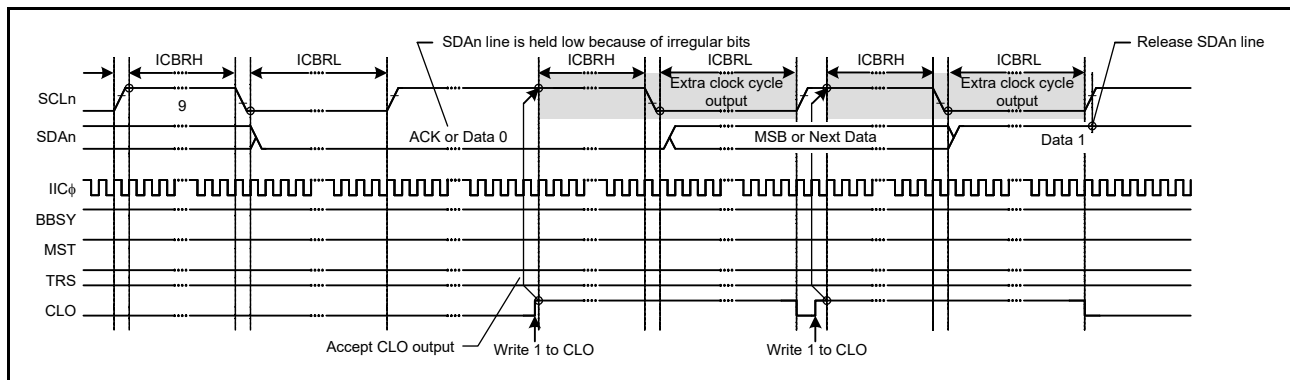 SDAn line is held low because of irregular bits
Release SDAn line
ICBRH
ICBRL
ICBRH
ICBRL
ICBRH
ICBRL
SCLn
9
Extra clock cycle
output
Extra clock cycle
output
SDAn
ACK or Data 0
MSB or Next Data
Data 1
IICϕ
BBSY
MST
TRS
CLO
Accept CLO output
Write 1 to CLO
Write 1 to CLO